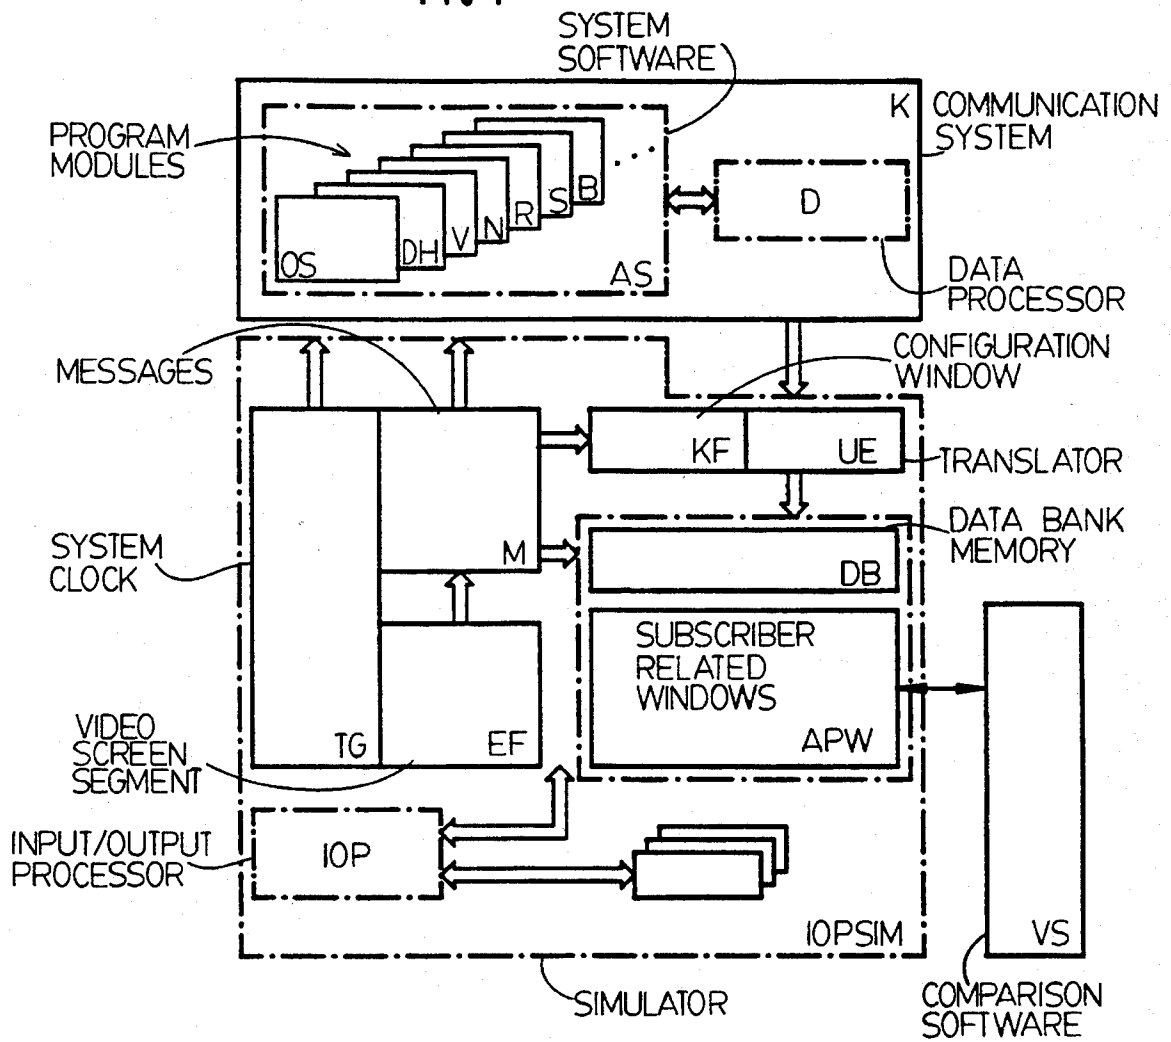 SYSTEM
SOFTWARE
K
COMMUNICATION
SYSTEM
PROGRAM
MODULES
OS
DH
V
N
R
S
B
AS
D
DATA
PROCESSOR
MESSAGES
CONFIGURATION
WINDOW
KF
UE
TRANSLATOR
SYSTEM
CLOCK
M
DATA BANK
MEMORY
DB
SUBSCRIBER
RELATED
WINDOWS
APW
VIDEO
SCREEN
SEGMENT
TG
EF
INPUT/OUTPUT
PROCESSOR
IOP
IOPSIM
VS
SIMULATOR
COMPARISON
SOFTWARE